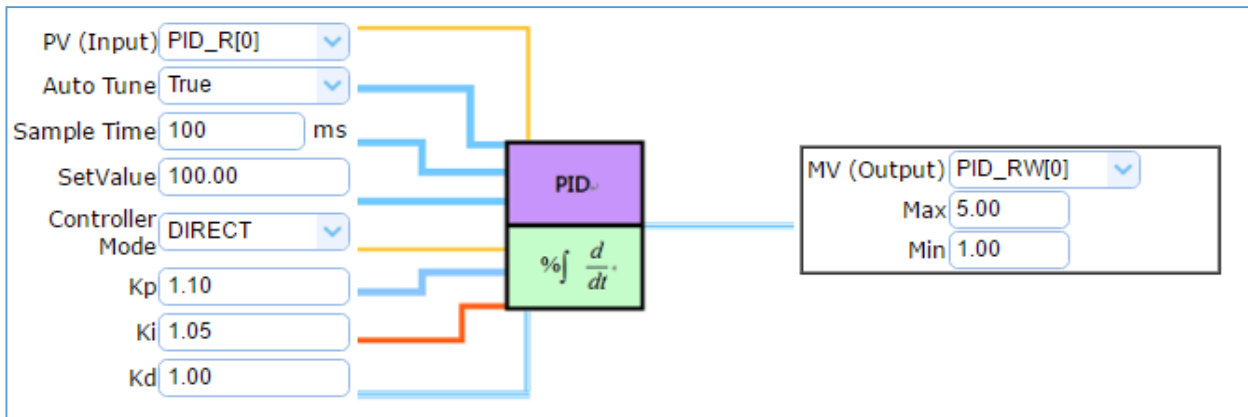 PV (Input) PID_R[0]
Auto Tune True
Sample Time 100 ms
SetValue 100.00
Controller
Mode DIRECT
Kp 1.10
Ki 1.05
Kd 1.00
PID
%∫ d/dt
MV (Output) PID_RW[0]
Max 5.00
Min 1.00